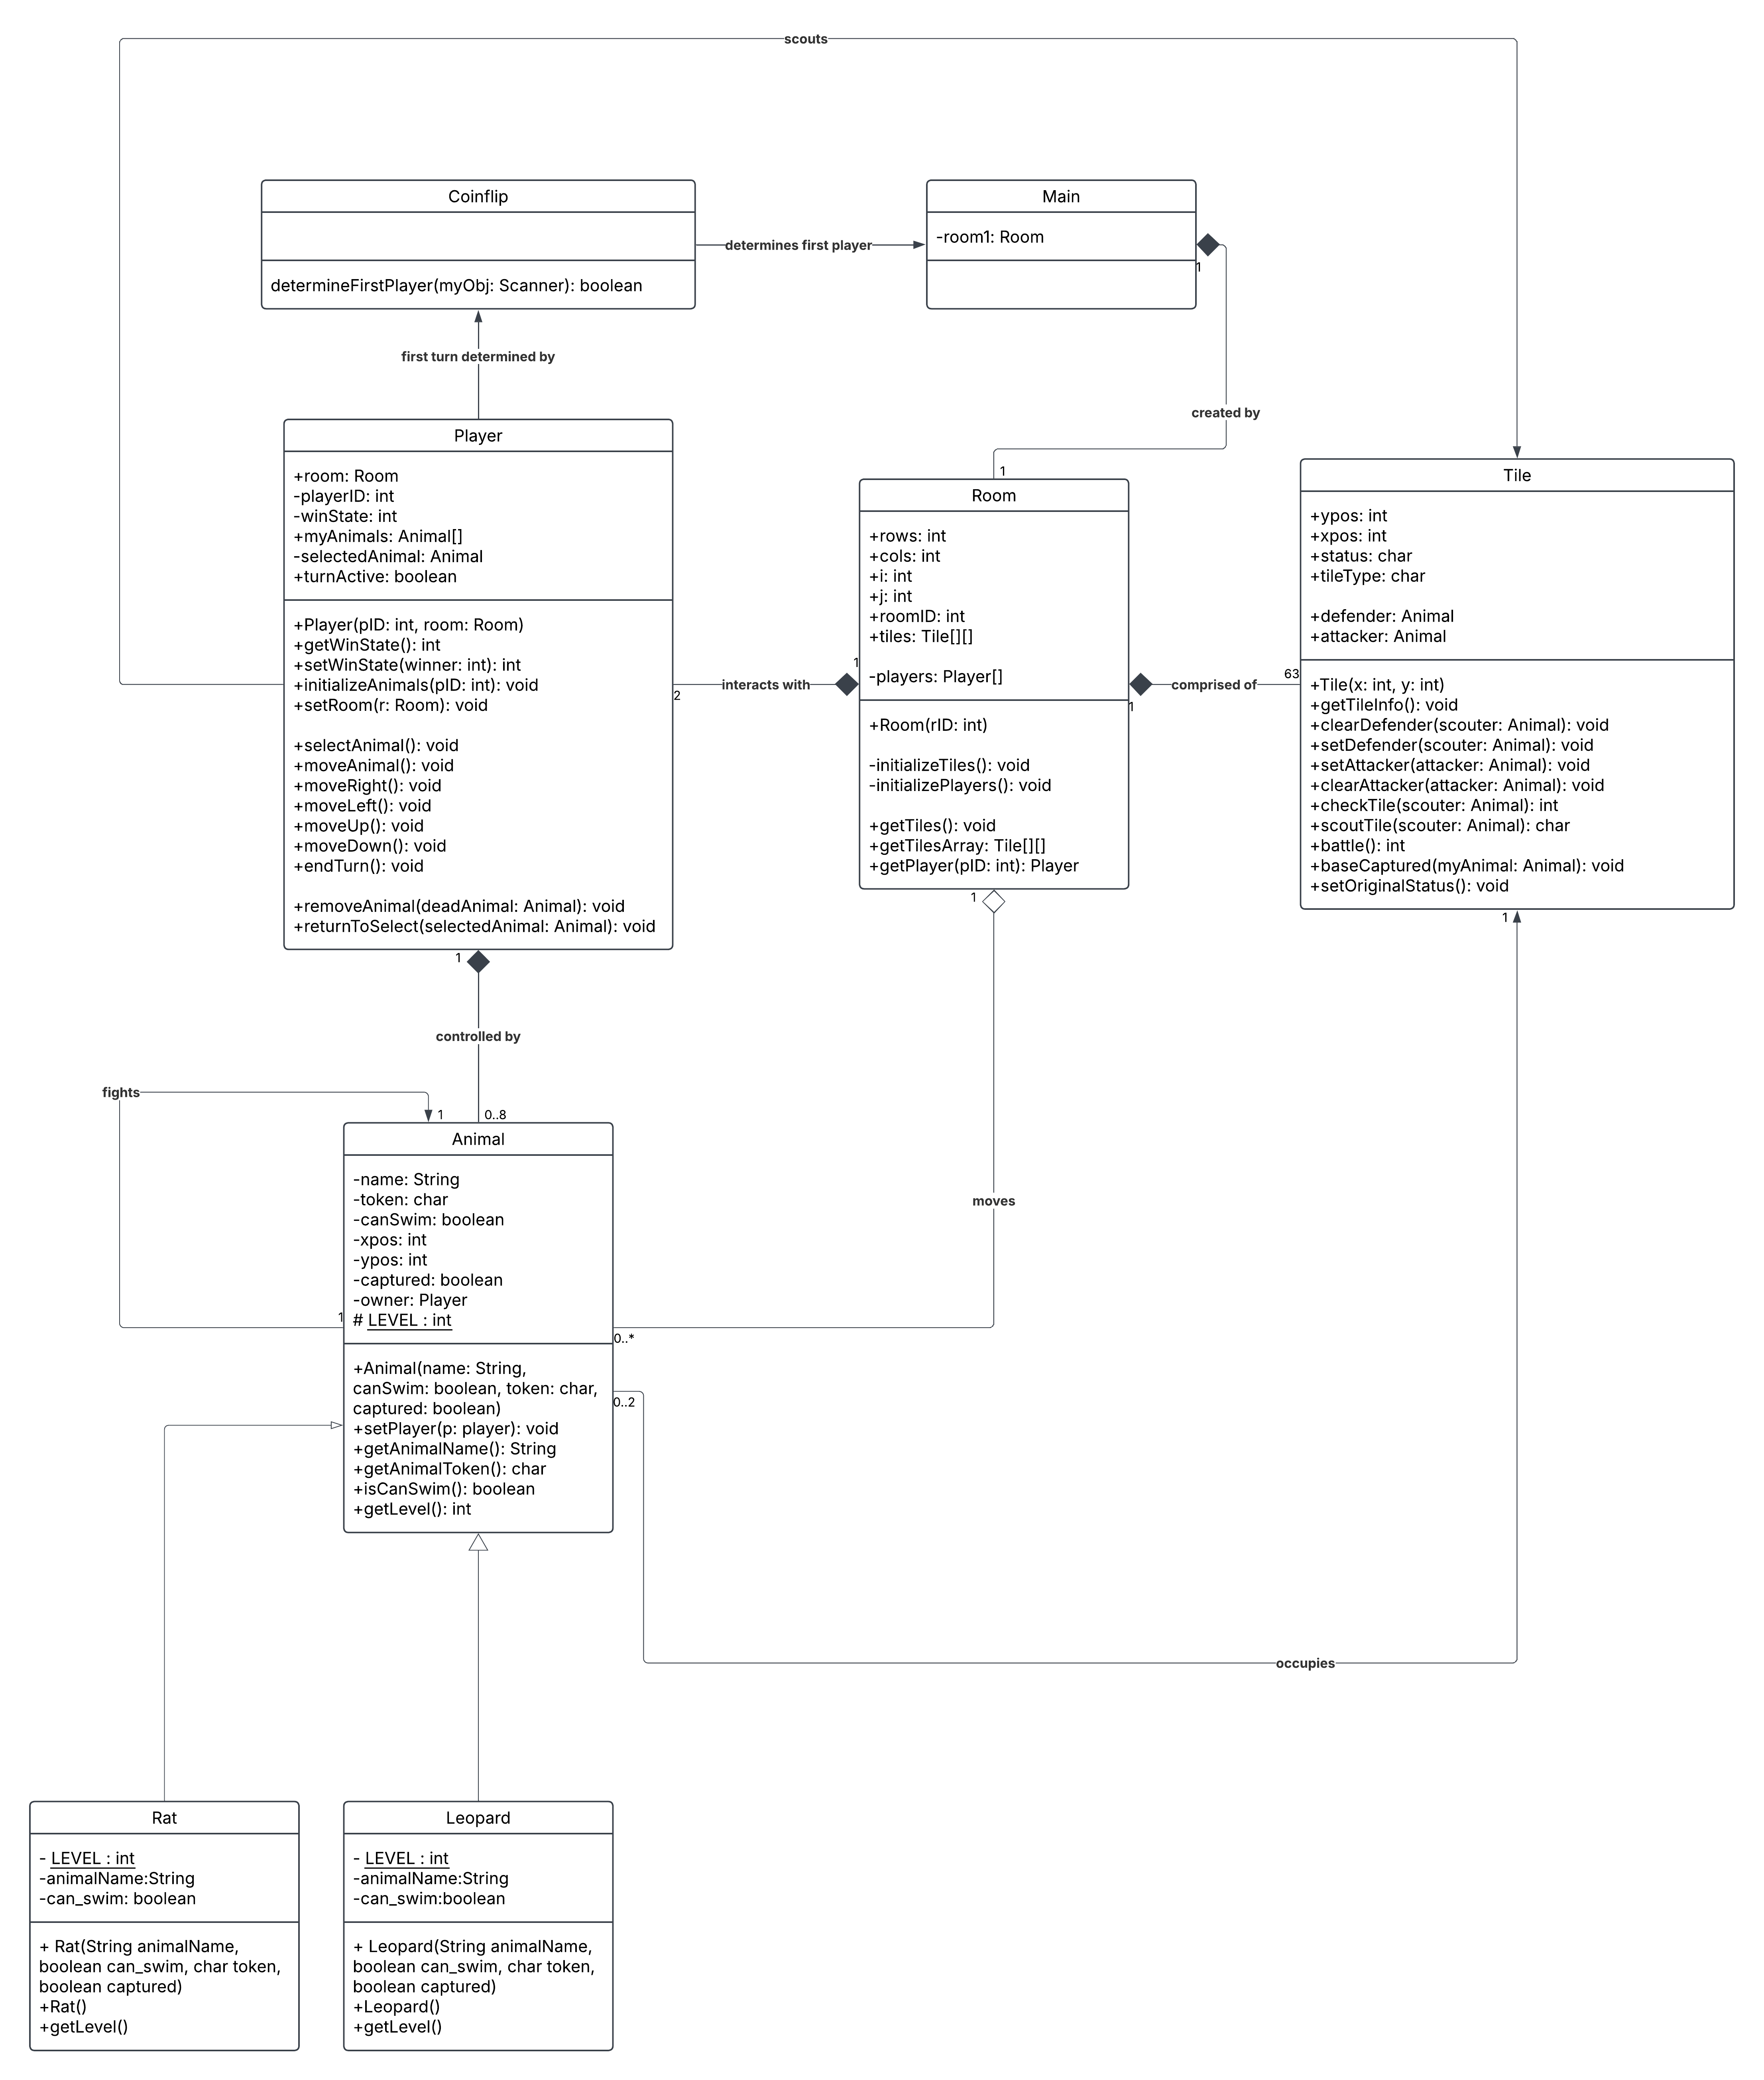 scouts
Coinflip
determineFirstPlayer(myObj: Scanner): boolean
determines first player
Main
-room1: Room
1
created by
1
first turn determined by
Player
+room: Room
-playerID: int
-winState: int
+myAnimals: Animal[]
-selectedAnimal: Animal
+turnActive: boolean
+Player(pID: int, room: Room)
+getWinState(): int
+setWinState(winner: int): int
+initializeAnimals(pID: int): void
+setRoom(r: Room): void
+selectAnimal(): void
+moveAnimal(): void
+moveRight(): void
+moveLeft(): void
+moveUp(): void
+moveDown(): void
+endTurn(): void
+removeAnimal(deadAnimal: Animal): void
+returnToSelect(selectedAnimal: Animal): void
2
interacts with
1
Room
+rows: int
+cols: int
+i: int
+j: int
+roomID: int
+tiles: Tile[][]
-players: Player[]
+Room(rID: int)
-initializeTiles(): void
-initializePlayers(): void
+getTiles(): void
+getTilesArray: Tile[][]
+getPlayer(pID: int): Player
1
comprised of
63
Tile
+ypos: int
+xpos: int
+status: char
+tileType: char
+defender: Animal
+attacker: Animal
+Tile(x: int, y: int)
+getTileInfo(): void
+clearDefender(scouter: Animal): void
+setDefender(scouter: Animal): void
+setAttacker(attacker: Animal): void
+clearAttacker(attacker: Animal): void
+checkTile(scouter: Animal): int
+scoutTile(scouter: Animal): char
+battle(): int
+baseCaptured(myAnimal: Animal): void
+setOriginalStatus(): void
1
1
1
controlled by
fights
1
0..8
Animal
-name: String
-token: char
-canSwim: boolean
-xpos: int
-ypos: int
-captured: boolean
-owner: Player
# LEVEL : int
+Animal(name: String,
canSwim: boolean, token: char,
captured: boolean)
+setPlayer(p: player): void
+getAnimalName(): String
+getAnimalToken(): char
+isCanSwim(): boolean
+getLevel(): int
1
moves
0..*
0..2
occupies
Rat
- LEVEL : int
-animalName:String
-can_swim: boolean
+ Rat(String animalName,
boolean can_swim, char token,
boolean captured)
+Rat()
+getLevel()
Leopard
- LEVEL : int
-animalName:String
-can_swim:boolean
+ Leopard(String animalName,
boolean can_swim, char token,
boolean captured)
+Leopard()
+getLevel()